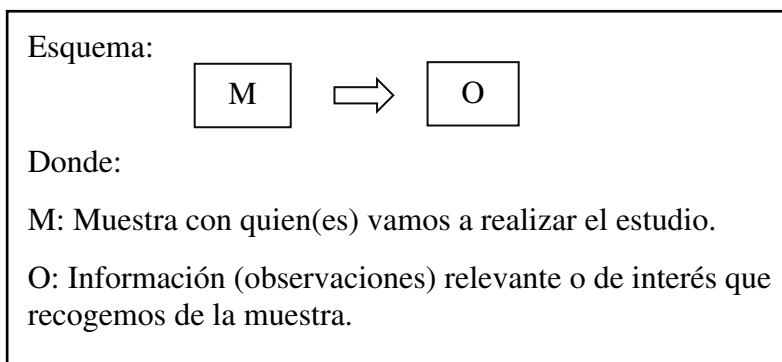 Esquema:
M O
Donde:
M: Muestra con quien(es) vamos a realizar el estudio.
O: Información (observaciones) relevante o de interés que
recogemos de la muestra.